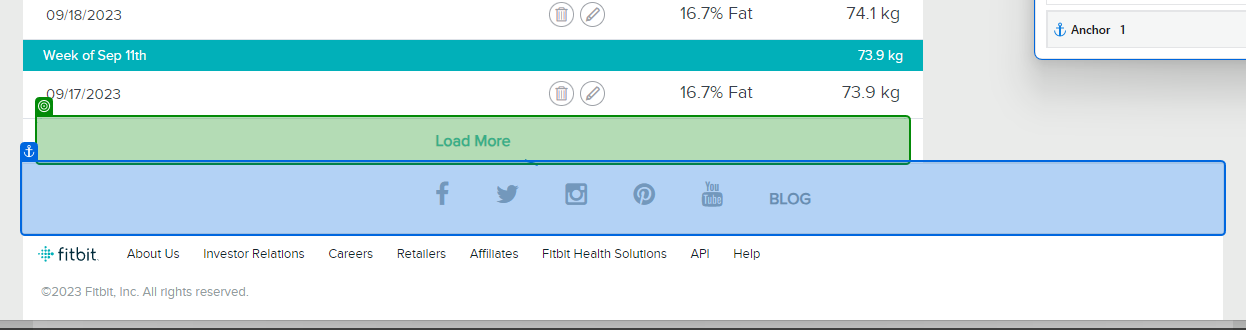 09/18/2023 16.7% Fat 74.1 kg
Anchor 1
Week of Sep 11th 73.9 kg
09/17/2023 16.7% Fat 73.9 kg
Load More
You Tube BLOG
fitbit. About Us Investor Relations Careers Retailers Affiliates Fitbit Health Solutions API Help
©2023 Fitbit, Inc. All rights reserved.